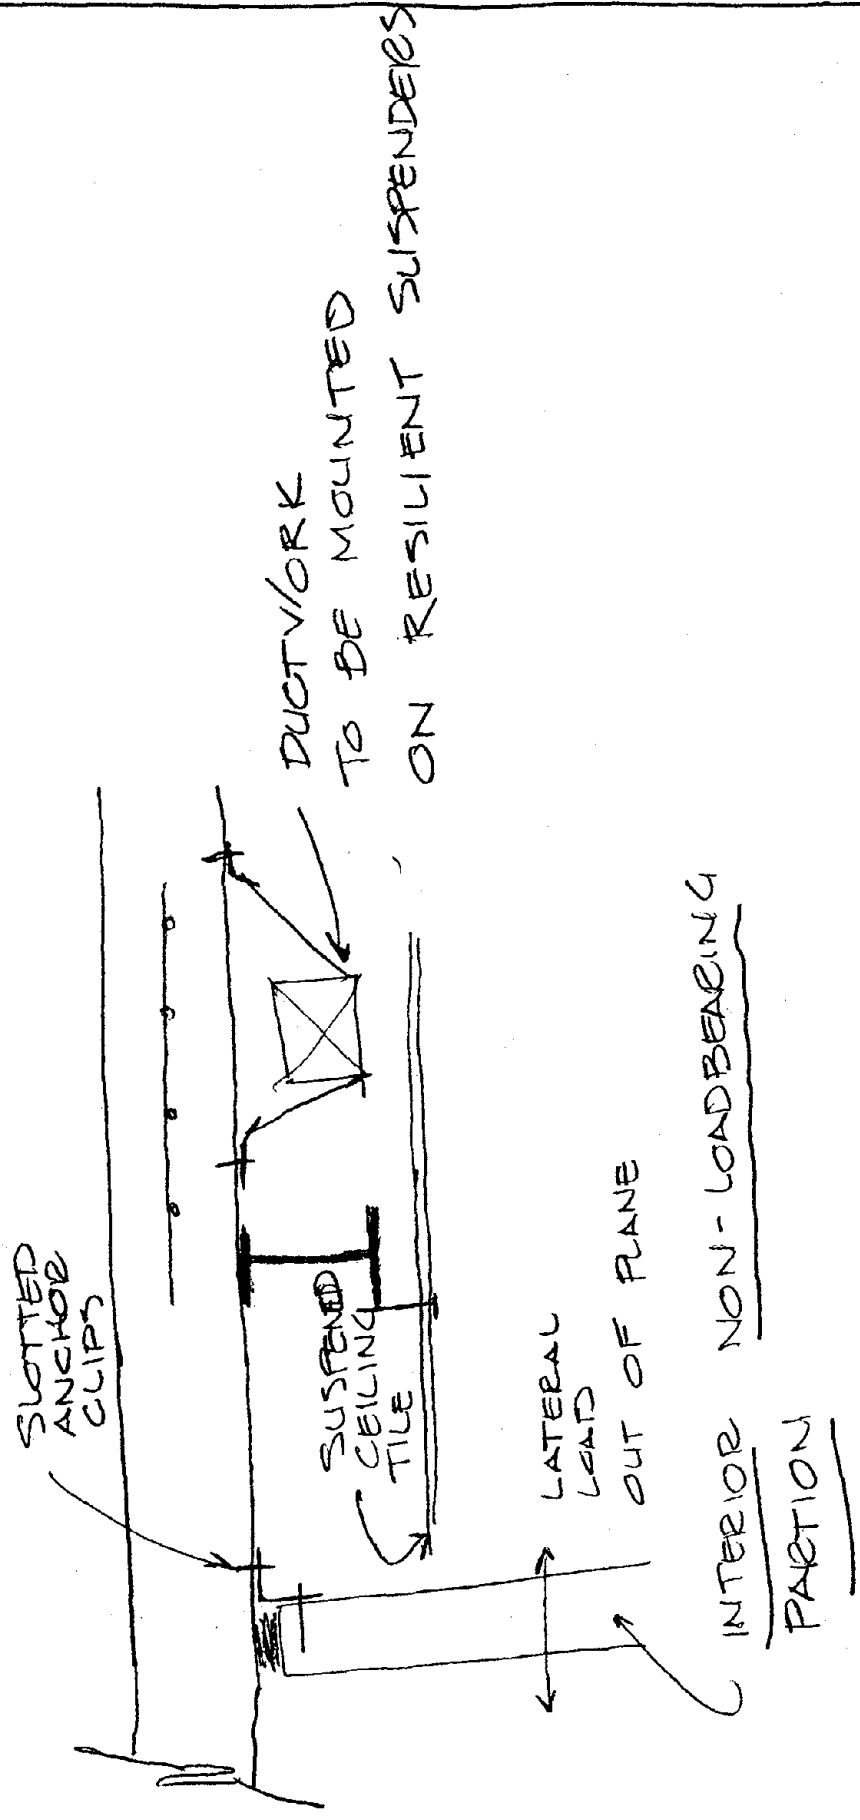 SLOTTED
ANCHOR
CLIPS
DUCTWORK
TO BE MOUNTED
ON RESILIENT SUSPENDERS
SUSPENED
CEILING
TILE
LATERAL
LOAD
OUT OF PLANE
INTERIOR NON-LOADBEARING
PARTION